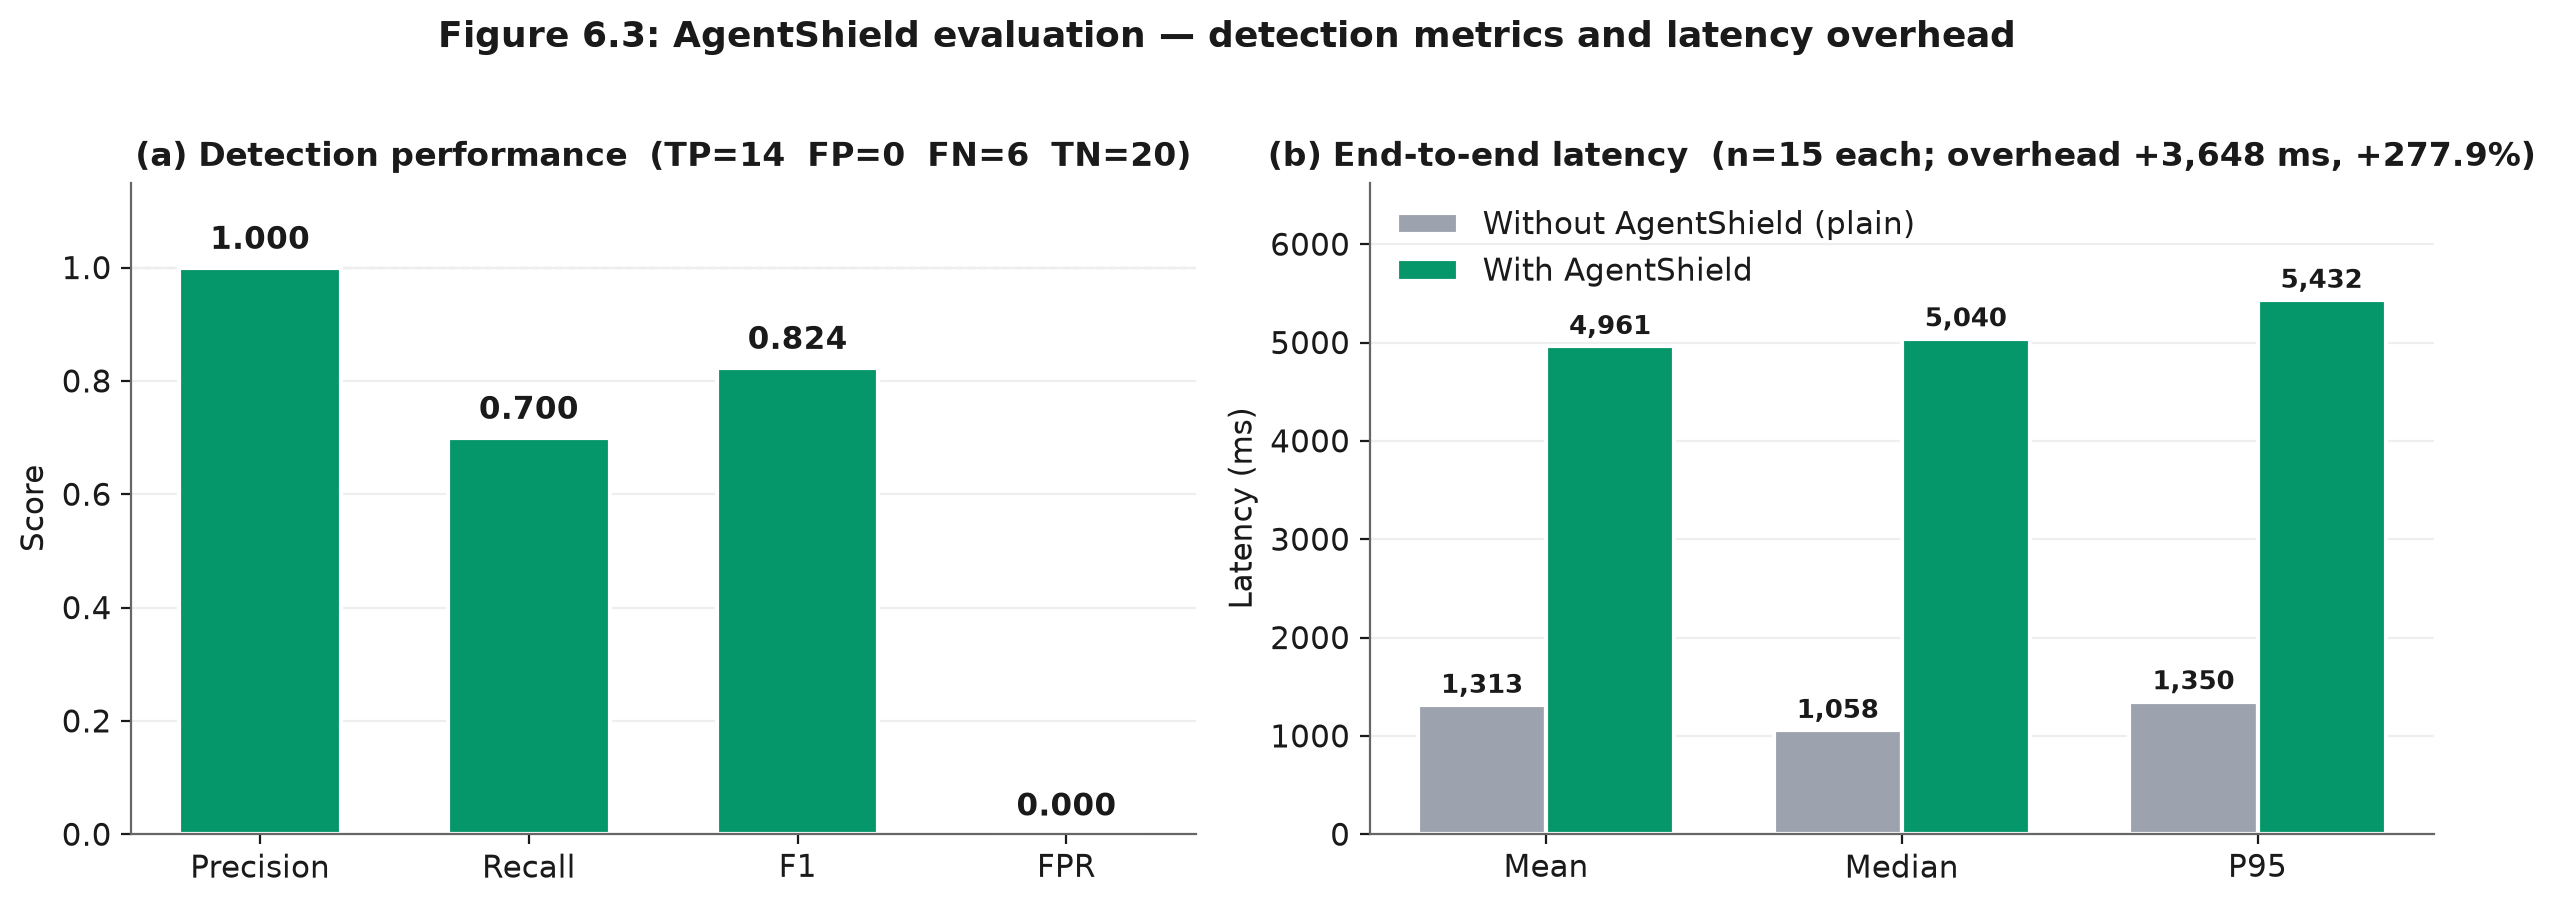 Figure 6.3: AgentShield evaluation — detection metrics and latency overhead
(a) Detection performance (TP=14 FP=0 FN=6 TN=20)
Score
1.0
0.8
0.6
0.4
0.2
0.0
1.000
0.700
0.824
0.000
Precision
Recall
F1
FPR
(b) End-to-end latency (n=15 each; overhead +3,648 ms, +277.9%)
Without AgentShield (plain)
With AgentShield
Latency (ms)
6000
5000
4000
3000
2000
1000
0
1,313
4,961
1,058
5,040
1,350
5,432
Mean
Median
P95